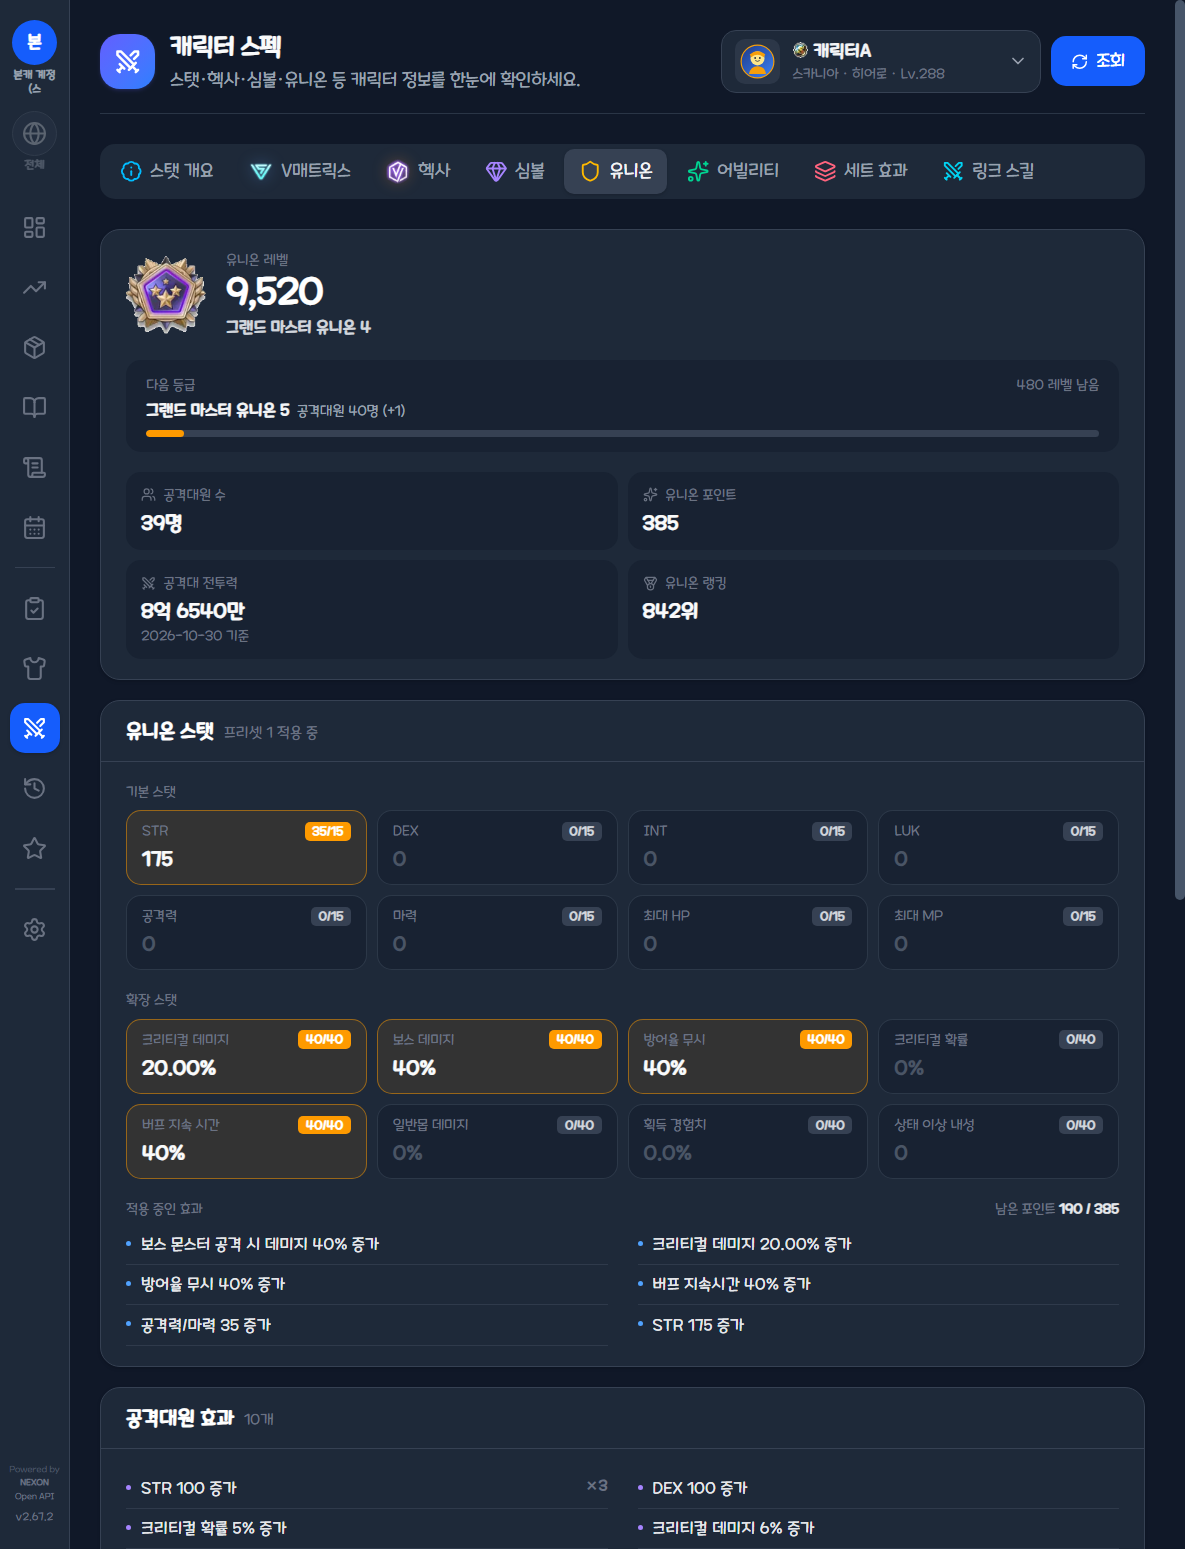 본
본캐 계정
(스
전체
Powered by
NEXON
Open API
v2.67.2
캐릭터 스펙
스탯·헥사·심볼·유니온 등 캐릭터 정보를 한눈에 확인하세요.
캐릭터A
스카니아 · 히어로 · Lv.288
조회
스탯 개요
V매트릭스
헥사
심볼
유니온
어빌리티
세트 효과
링크 스킬
유니온 레벨
9,520
그랜드 마스터 유니온 4
다음 등급
480 레벨 남음
그랜드 마스터 유니온 5 공격대원 40명 (+1)
공격대원 수
39명
유니온 포인트
385
공격대 전투력
8억 6540만
2026-10-30 기준
유니온 랭킹
842위
유니온 스탯 프리셋 1 적용 중
기본 스탯
STR 35/15
175
DEX 0/15
0
INT 0/15
0
LUK 0/15
0
공격력 0/15
0
마력 0/15
0
최대 HP 0/15
0
최대 MP 0/15
0
확장 스탯
크리티컬 데미지 40/40
20.00%
보스 데미지 40/40
40%
방어율 무시 40/40
40%
크리티컬 확률 0/40
0%
버프 지속 시간 40/40
40%
일반몹 데미지 0/40
0%
획득 경험치 0/40
0.0%
상태 이상 내성 0/40
0
적용 중인 효과
남은 포인트 190 / 385
보스 몬스터 공격 시 데미지 40% 증가
크리티컬 데미지 20.00% 증가
방어율 무시 40% 증가
버프 지속시간 40% 증가
공격력/마력 35 증가
STR 175 증가
공격대원 효과 10개
STR 100 증가 ×3
DEX 100 증가
크리티컬 확률 5% 증가
크리티컬 데미지 6% 증가